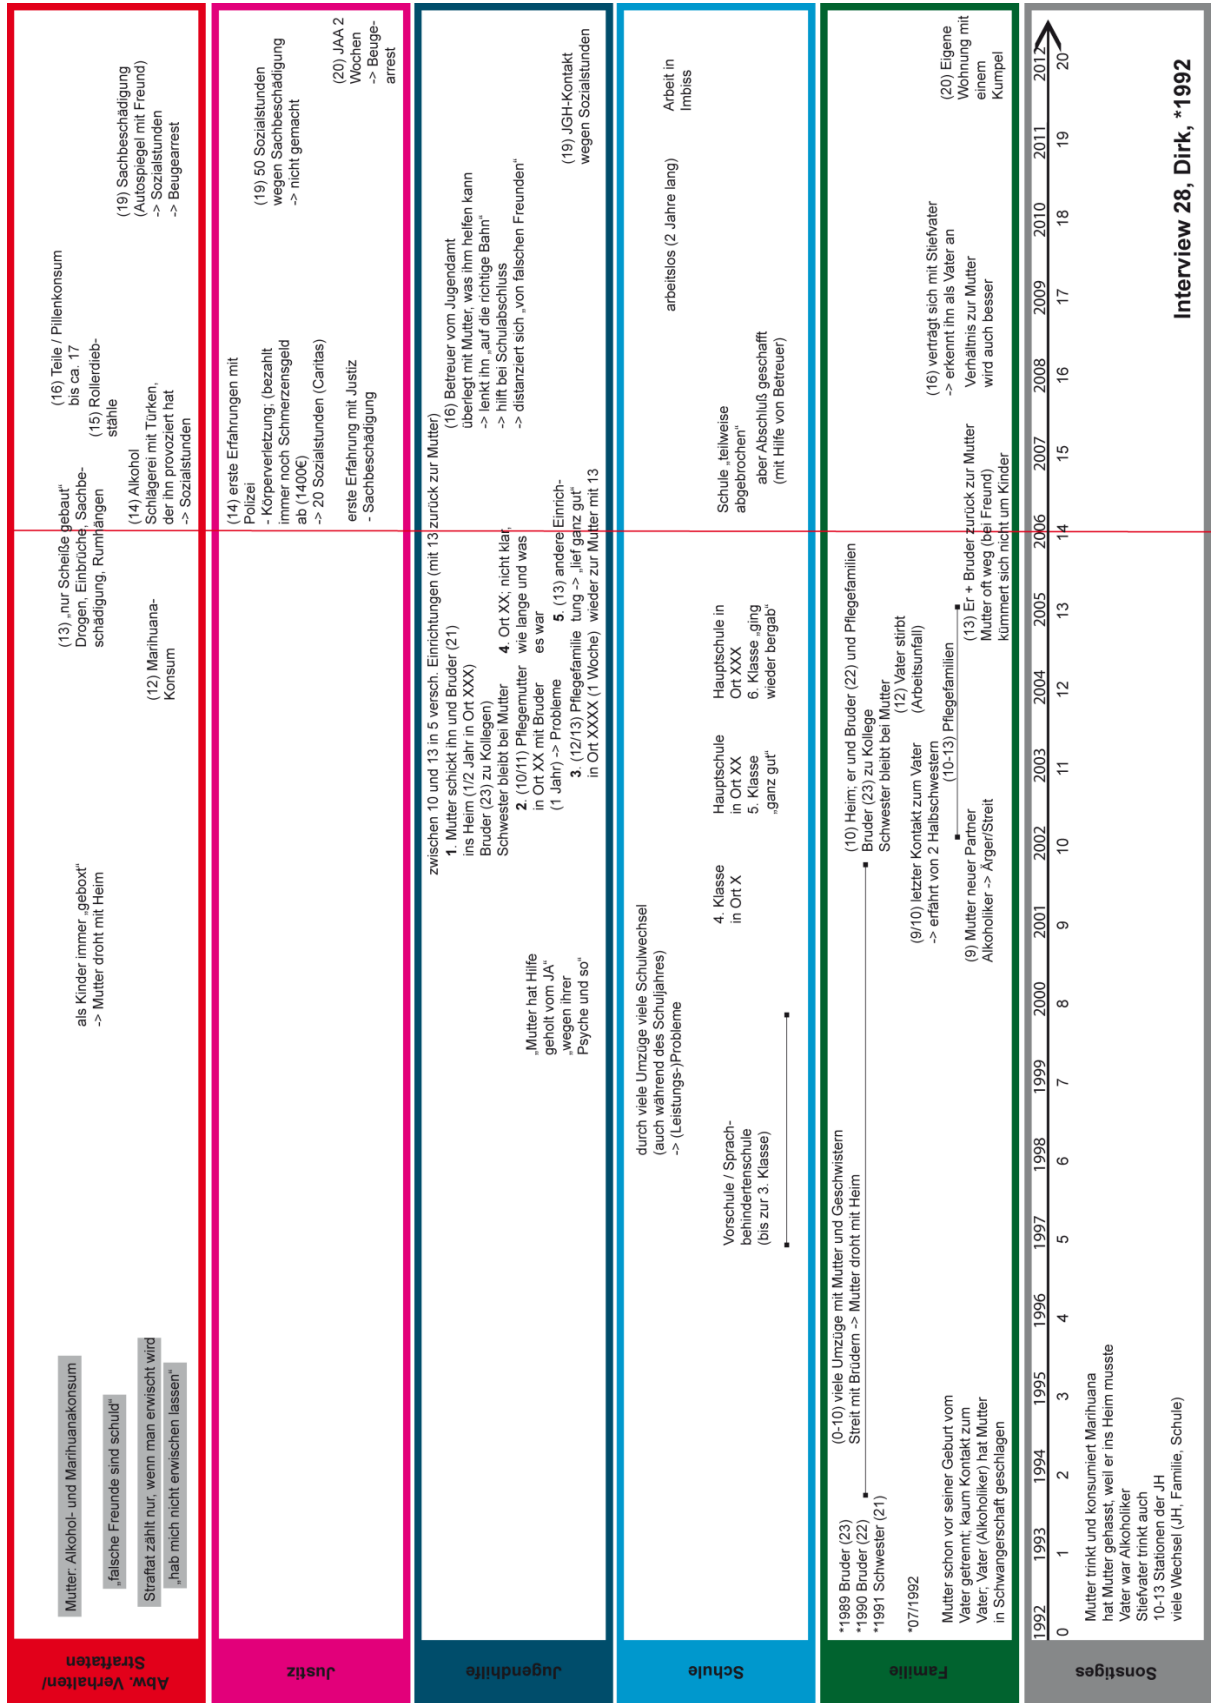 Abw. Verhalten/
Straftaten
Mutter: Alkohol- und Marihuanakonsum
„falsche Freunde sind schuld“
Straftat zählt nur, wenn man erwischt wird
„hab mich nicht erwischen lassen“
als Kinder immer „geboxt“
-> Mutter droht mit Heim
(12) Marihuana-
Konsum
(13) „nur Scheiße gebaut“
Drogen, Einbrüche, Sachbe-
schädigung, Rumhängen
(14) Alkohol
Schlägerei mit Türken,
der ihn provoziert hat
-> Sozialstunden
(15) Rollerdieb-
stähle
(16) Teile / Pillenkonsum
bis ca. 17
(19) Sachbeschädigung
(Autospiegel mit Freund)
-> Sozialstunden
-> Beugearrest
Justiz
(14) erste Erfahrungen mit
Polizei
- Körperverletzung; (bezahlt
immer noch Schmerzensgeld
ab (1400€)
-> 20 Sozialstunden (Caritas)
erste Erfahrung mit Justiz
- Sachbeschädigung
(19) 50 Sozialstunden
wegen Sachbeschädigung
-> nicht gemacht
(20) JAA 2
Wochen
-> Beuge-
arrest
Jugendhilfe
„Mutter hat Hilfe
geholt vom JA“
„wegen ihrer
Psyche und so“
zwischen 10 und 13 in 5 versch. Einrichtungen (mit 13 zurück zur Mutter)
1. Mutter schickt ihn und Bruder (21)
ins Heim (1/2 Jahr in Ort XXX)
Bruder (23) zu Kollegen)
Schwester bleibt bei Mutter
2. (10/11) Pflegemutter
in Ort XX mit Bruder
(1 Jahr) -> Probleme
3. (12/13) Pflegefamilie
in Ort XXXX (1 Woche)
4. Ort XX; nicht klar,
wie lange und was
es war
5. (13) andere Einrich-
tung -> „lief ganz gut“
wieder zur Mutter mit 13
(16) Betreuer vom Jugendamt
überlegt mit Mutter, was ihm helfen kann
-> lenkt ihn „auf die richtige Bahn“
-> hilft bei Schulabschluss
-> distanziert sich „von falschen Freunden“
(19) JGH-Kontakt
wegen Sozialstunden
Schule
durch viele Umzüge viele Schulwechsel
(auch während des Schuljahres)
-> (Leistungs-)Probleme
Vorschule / Sprach-
behindertenschule
(bis zur 3. Klasse)
4. Klasse
in Ort X
Hauptschule
in Ort XX
5. Klasse
„ganz gut“
Hauptschule in
Ort XXX
6. Klasse „ging
wieder bergab“
Schule „teilweise
abgebrochen“
aber Abschluß geschafft
(mit Hilfe von Betreuer)
arbeitslos (2 Jahre lang)
Arbeit in
Imbiss
Familie
*1989 Bruder (23)
*1990 Bruder (22)
*1991 Schwester (21)
*07/1992
Mutter schon vor seiner Geburt vom
Vater getrennt; kaum Kontakt zum
Vater; Vater (Alkoholiker) hat Mutter
in Schwangerschaft geschlagen
(0-10) viele Umzüge mit Mutter und Geschwistern
Streit mit Brüdern -> Mutter droht mit Heim
(9/10) letzter Kontakt zum Vater
-> erfährt von 2 Halbschwestern
(9) Mutter neuer Partner
Alkoholiker -> Ärger/Streit
(10) Heim; er und Bruder (22) und Pflegefamilien
Bruder (23) zu Kollege
Schwester bleibt bei Mutter
(12) Vater stirbt
(Arbeitsunfall)
(10-13) Pflegefamilien
(13) Er + Bruder zurück zur Mutter
Mutter oft weg (bei Freund)
kümmert sich nicht um Kinder
(16) verträgt sich mit Stiefvater
-> erkennt ihn als Vater an
Verhältnis zur Mutter
wird auch besser
(20) Eigene
Wohnung mit
einem
Kumpel
Sonstiges
1992 1993 1994 1995 1996 1997 1998 1999 2000 2001 2002 2003 2004 2005 2006 2007 2008 2009 2010 2011 2012
0 1 2 3 4 5 6 7 8 9 10 11 12 13 14 15 16 17 18 19 20
Mutter trinkt und konsumiert Marihuana
hat Mutter gehasst, weil er ins Heim musste
Vater war Alkoholiker
Stiefvater trinkt auch
10-13 Stationen der JH
viele Wechsel (JH, Familie, Schule)
Interview 28, Dirk, *1992